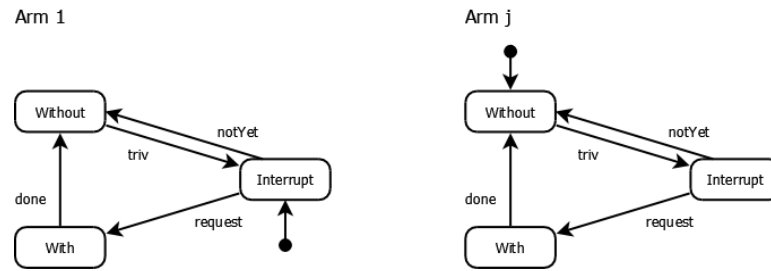 Arm 1
Without
notYet
triv
Interrupt
done
request
With
Arm j
Without
notYet
triv
Interrupt
done
request
With